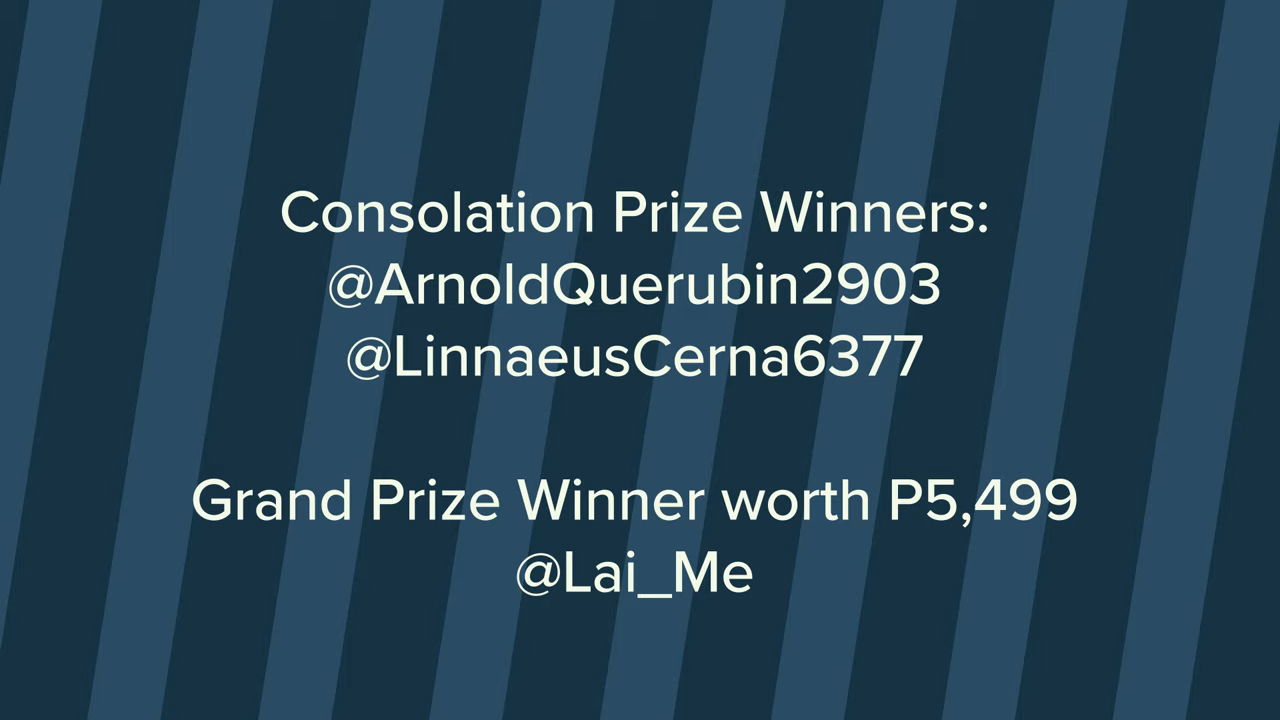 Consolation Prize Winners:
@ArnoldQuerubin2903
@LinnaeusCerna6377
Grand Prize Winner worth P5,499
@Lai_Me